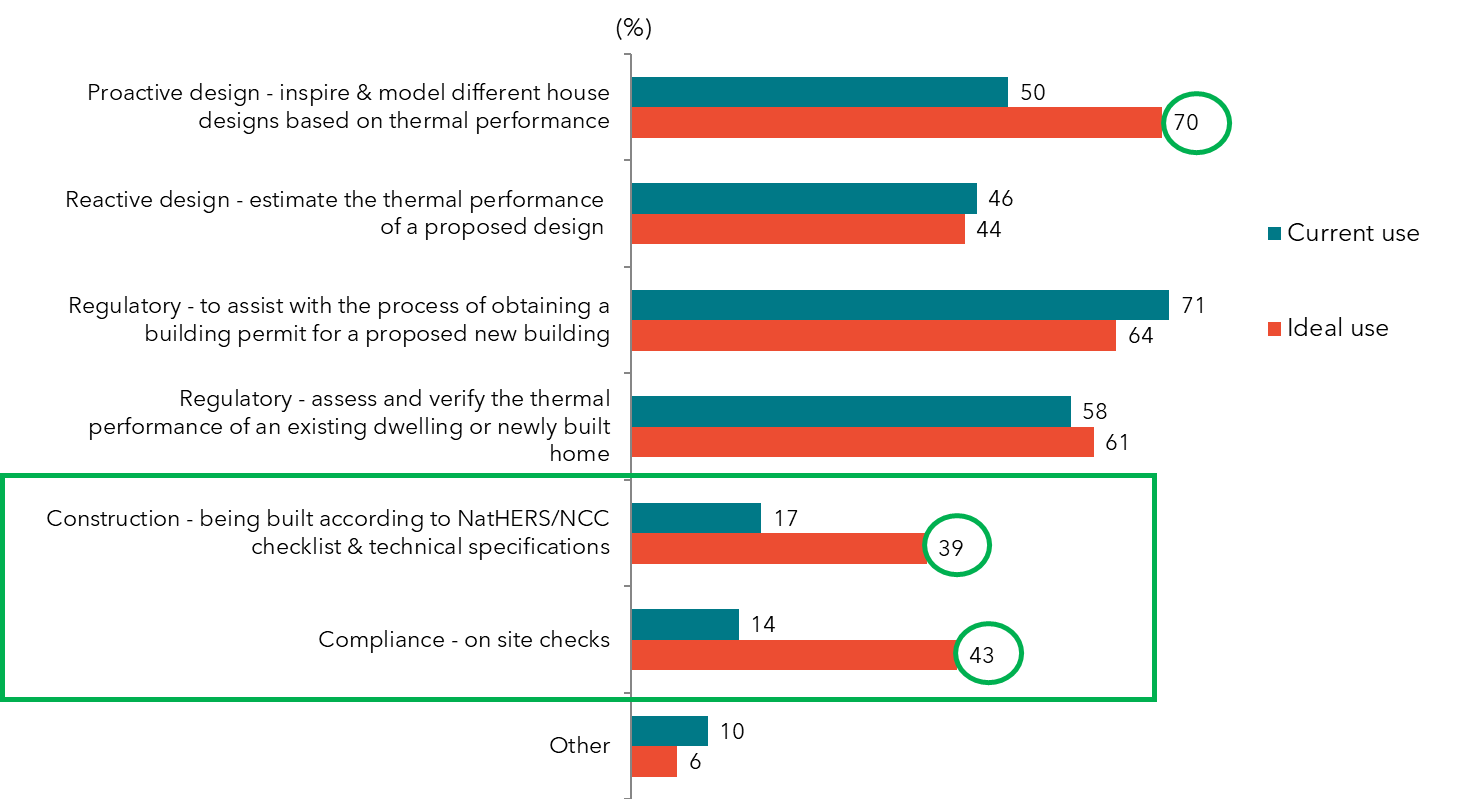 (%)
Proactive design - inspire & model different house
designs based on thermal performance
50
70
Reactive design - estimate the thermal performance
of a proposed design
46
44
Current use
Regulatory - to assist with the process of obtaining a
building permit for a proposed new building
71
64
Ideal use
Regulatory - assess and verify the thermal
performance of an existing dwelling or newly built
home
58
61
Construction - being built according to NatHERS/NCC
checklist & technical specifications
17
39
Compliance - on site checks
14
43
Other
10
6